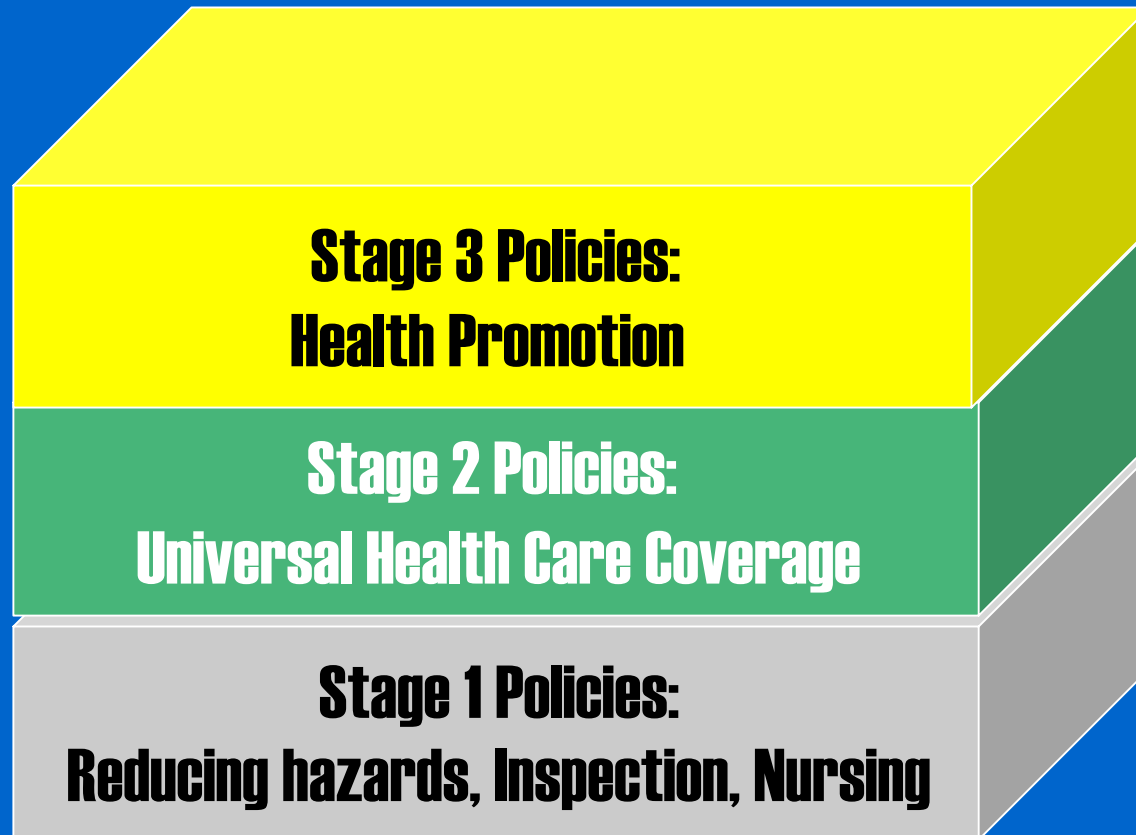 Stage 3 Policies:
Health Promotion
Stage 2 Policies:
Universal Health Care Coverage
Stage 1 Policies:
Reducing hazards, Inspection, Nursing